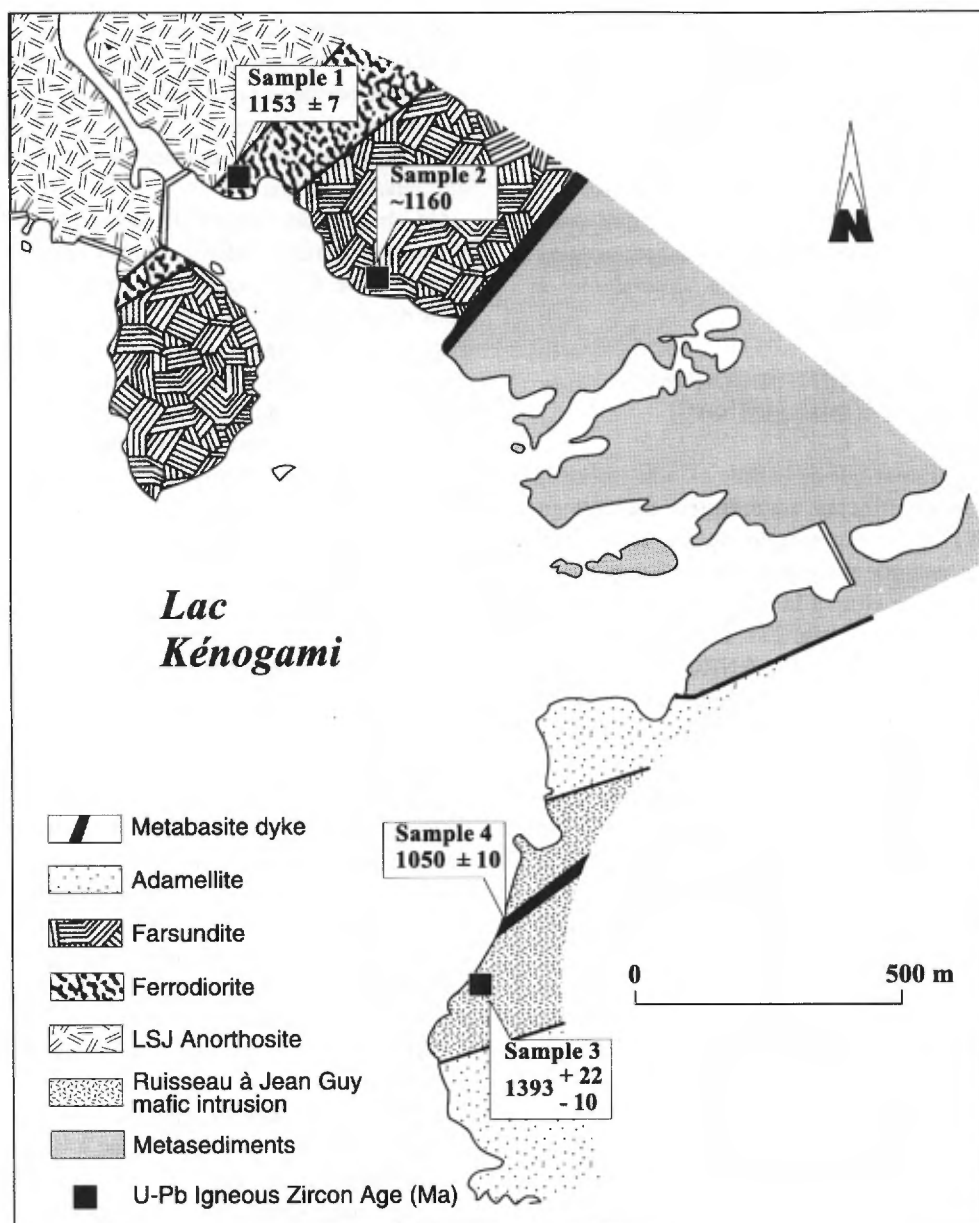 Sample 1
1153 ± 7
Sample 2
~1160
N
Lac
Kénogami
Sample 4
1050 ± 10
0 500 m
Sample 3
1393 + 22
- 10
Metabasite dyke
Adamellite
Farsundite
Ferrodiorite
LSJ Anorthosite
Ruisseau à Jean Guy
mafic intrusion
Metasediments
U-Pb Igneous Zircon Age (Ma)